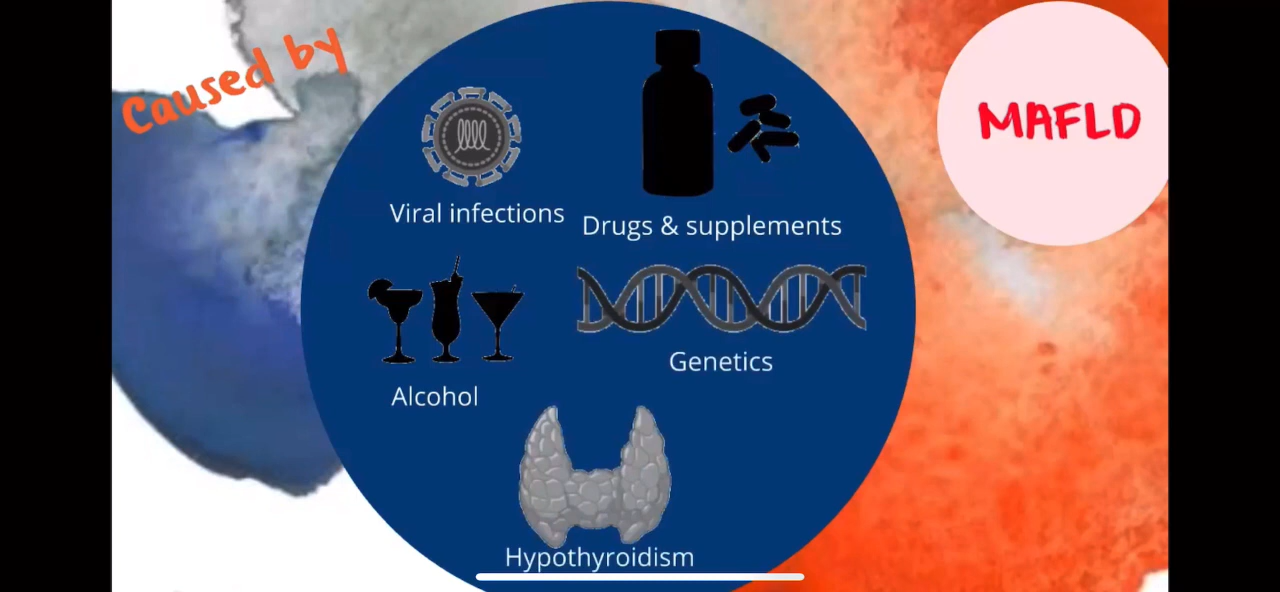 Caused by
MAFLD
Viral infections
Drugs & supplements
Genetics
Alcohol
Hypothyroidism